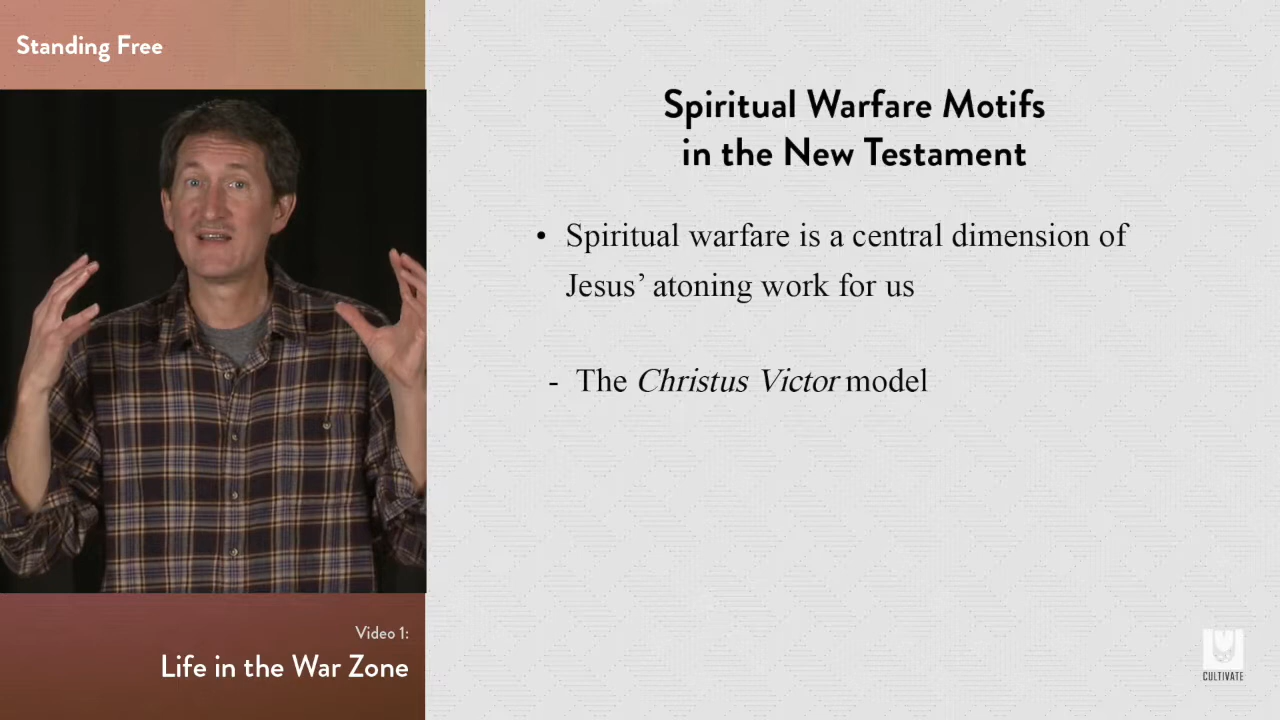 Standing Free
Spiritual Warfare Motifs
in the New Testament
• Spiritual warfare is a central dimension of
Jesus’ atoning work for us
- The Christus Victor model
Video 1:
Life in the War Zone
CULTIVATE